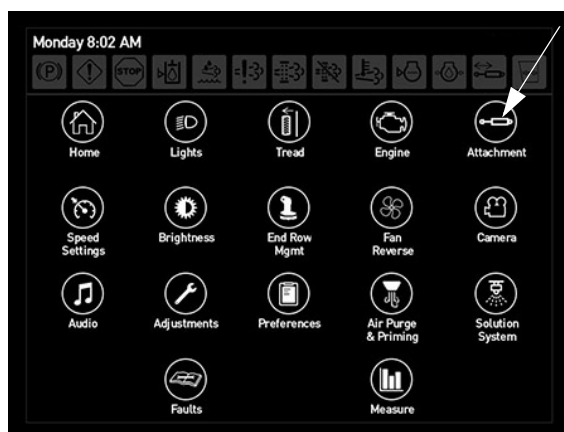 Monday 8:02 AM
(P) STOP
Home Lights Tread Engine Attachment
Speed Brightness End Row Fan Camera
Settings Mgmt Reverse
Audio Adjustments Preferences Air Purge Solution
& Priming System
Faults Measure